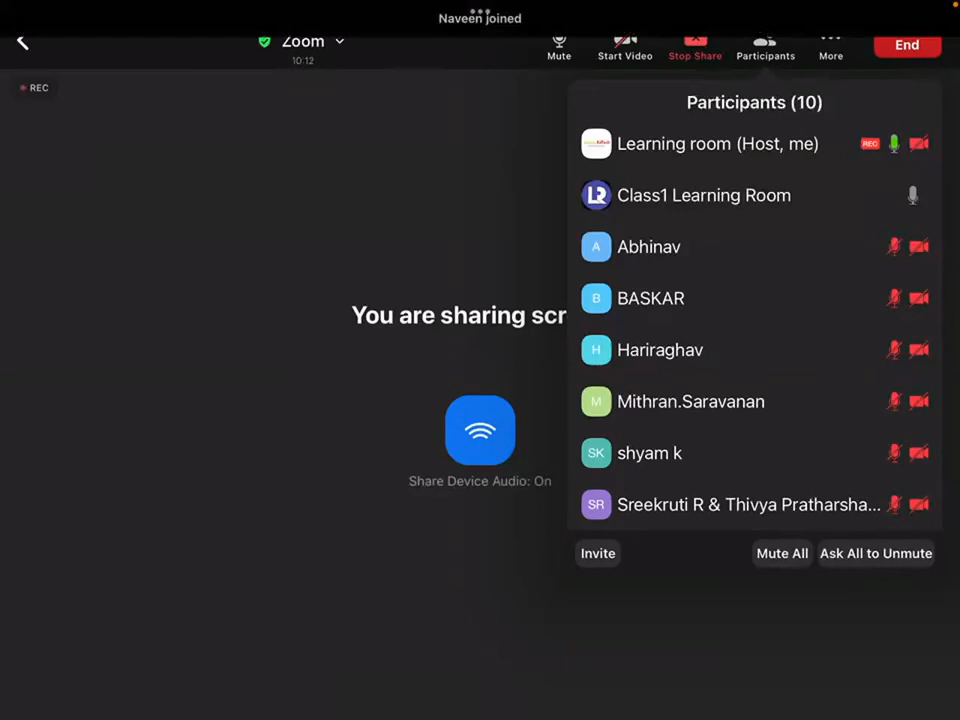 Naveen joined
Zoom
10:12
Mute
Start Video
Stop Share
Participants
More
End
REC
Participants (10)
Learning room (Host, me)
REC
LR
Class1 Learning Room
A
Abhinav
B
BASKAR
H
Hariraghav
M
Mithran.Saravanan
SK
shyam k
SR
Sreekruti R & Thivya Pratharsha...
You are sharing scr
Share Device Audio: On
Invite
Mute All
Ask All to Unmute